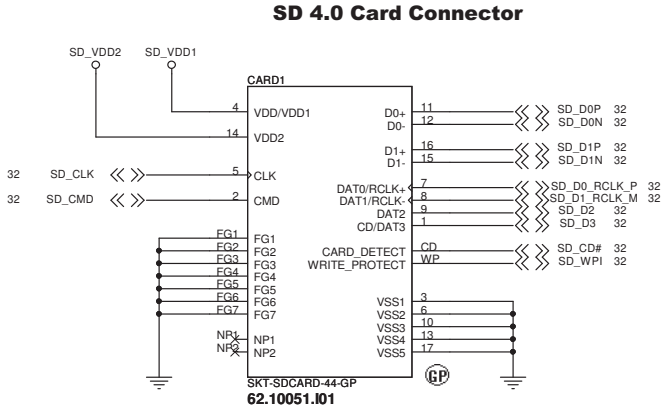 SD 4.0 Card Connector
SD_VDD2 SD_VDD1
CARD1
4 VDD/VDD1 D0+ 11 SD_D0P 32
D0- 12 SD_D0N 32
14 VDD2
D1+ 16 SD_D1P 32
D1- 15 SD_D1N 32
32 SD_CLK 5 CLK
DAT0/RCLK+ 7 SD_D0_RCLK_P 32
32 SD_CMD 2 CMD DAT1/RCLK- 8 SD_D1_RCLK_M 32
DAT2 9 SD_D2 32
CD/DAT3 1 SD_D3 32
FG1 FG1
FG2 FG2 CARD_DETECT CD SD_CD# 32
FG3 FG3 WRITE_PROTECT WP SD_WPI 32
FG4 FG4
FG5 FG5
FG6 FG6 VSS1 3
FG7 FG7 VSS2 6
VSS3 10
NP1 NP1 VSS4 13
NP2 NP2 VSS5 17
GP
SKT-SDCARD-44-GP
62.10051.I01